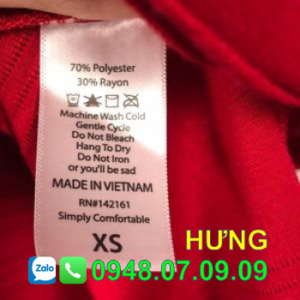 70% Polyester
30% Rayon
Machine Wash Cold
Gentle Cycle
Do Not Bleach
Hang To Dry
Do Not Iron
or you'll be sad
MADE IN VIETNAM
RN#142161
Simply Comfortable
XS
HƯNG
Zalo
0948.07.09.09